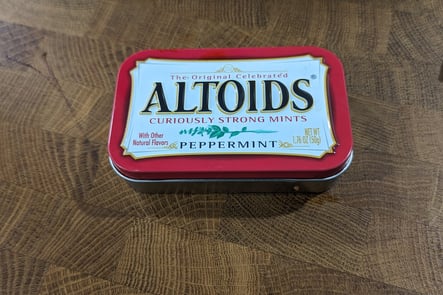 The Original Celebrated
ALTOIDS®
CURIOUSLY STRONG MINTS
With Other
Natural Flavors
PEPPERMINT
NET WT
1.76 OZ (50g)